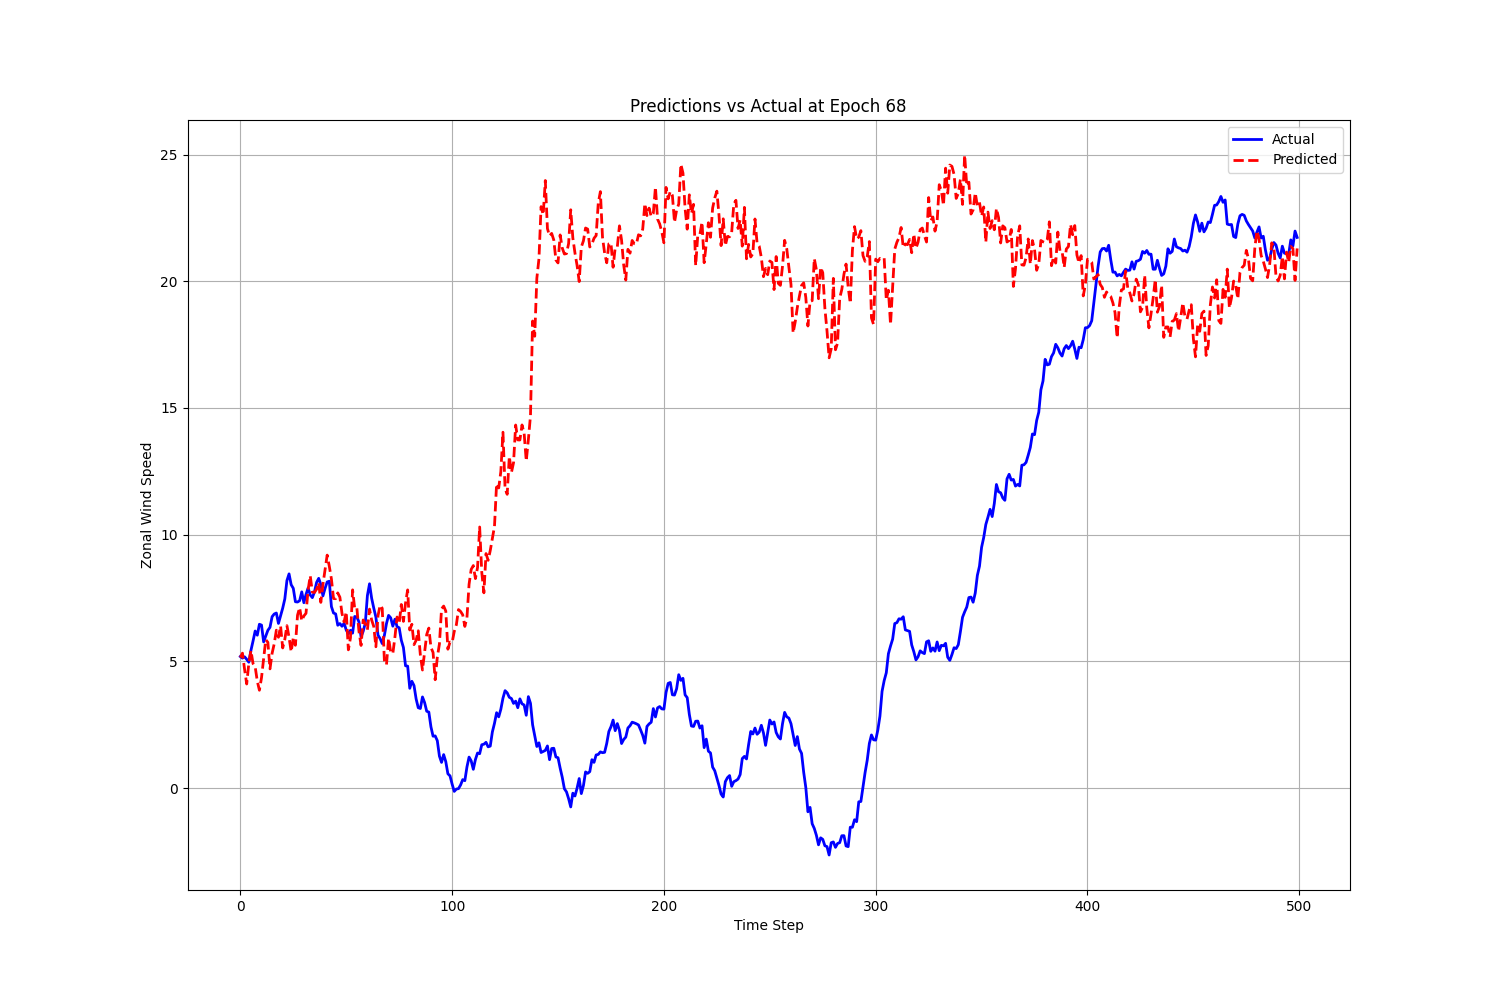 Predictions vs Actual at Epoch 68
Actual
Predicted
Zonal Wind Speed
25
20
15
10
5
0
0 100 200 300 400 500
Time Step